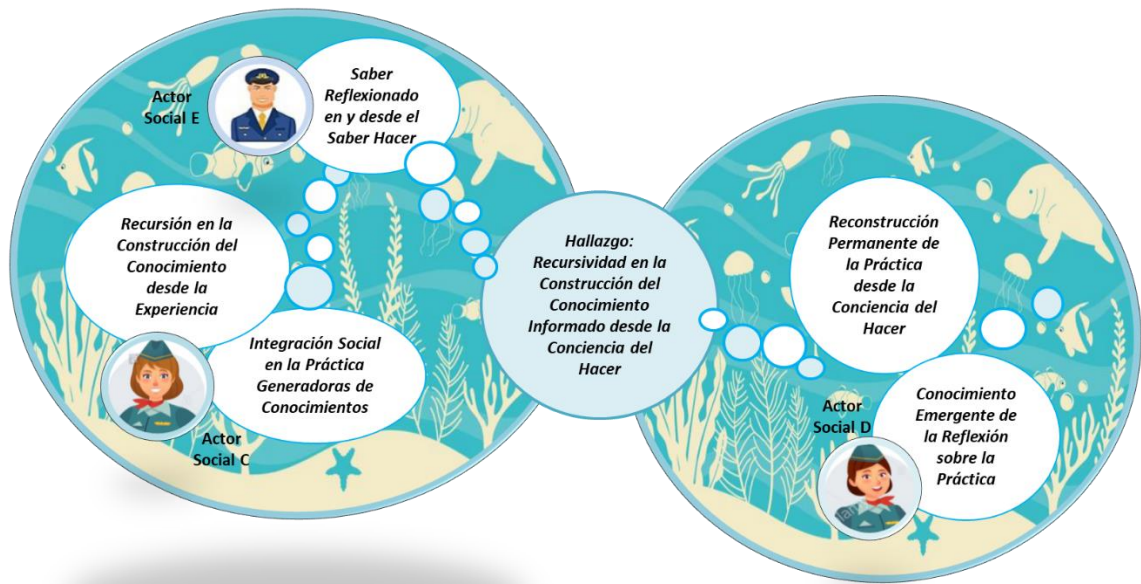 Actor
Social E
Saber
Reflexionado
en y desde el
Saber Hacer
Recursión en la
Construcción del
Conocimiento
desde la
Experiencia
Integración Social
en la Práctica
Generadoras de
Conocimientos
Actor
Social C
Hallazgo:
Recursividad en la
Construcción del
Conocimiento
Informado desde la
Conciencia del
Hacer
Reconstrucción
Permanente de
la Práctica
desde la
Conciencia del
Hacer
Actor
Social D
Conocimiento
Emergente de
la Reflexión
sobre la
Práctica